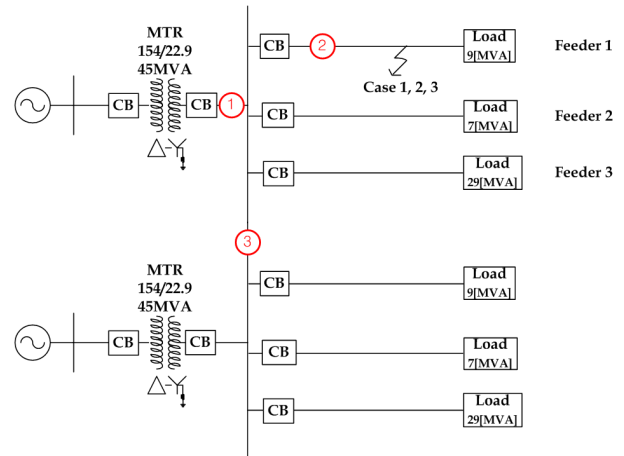 MTR
154/22.9
45MVA
CB
CB
1
CB
2
Load
9[MVA]
Feeder 1
Case 1, 2, 3
CB
Load
7[MVA]
Feeder 2
CB
Load
29[MVA]
Feeder 3
3
MTR
154/22.9
45MVA
CB
CB
CB
Load
9[MVA]
CB
Load
7[MVA]
CB
Load
29[MVA]